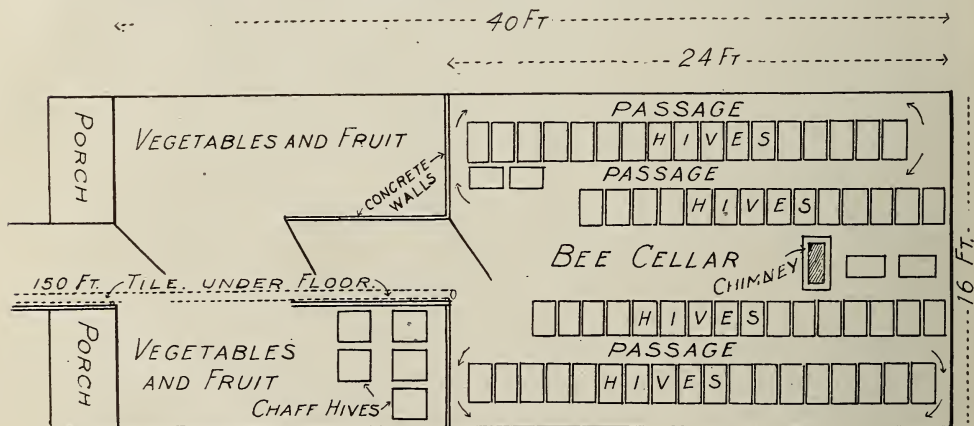 40 FT
24 FT
PASSAGE
PORCH
VEGETABLES AND FRUIT
HIVES
CONCRETE
WALLS
PASSAGE
HIVES
BEE CELLAR
CHIMNEY
16 FT.
150 FT. TILE. UNDER FLOOR.
HIVES
PORCH
VEGETABLES
AND FRUIT
PASSAGE
HIVES
CHAFF HIVES